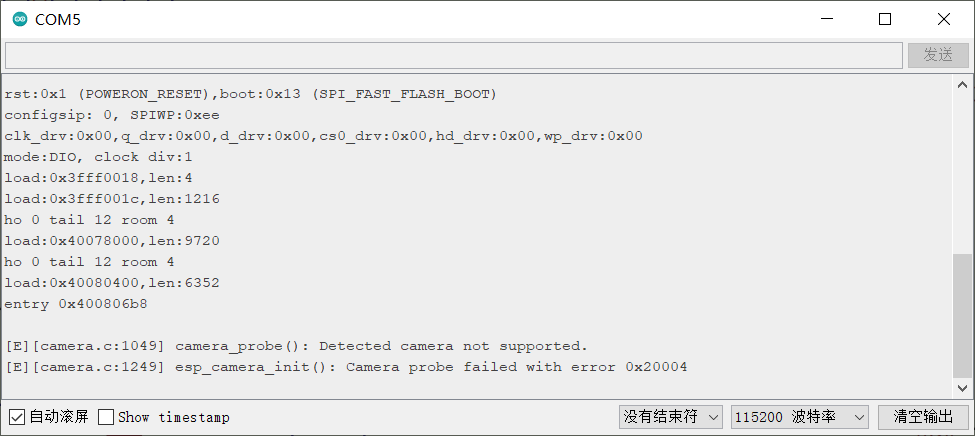 COM5
发送
rst:0x1 (POWERON_RESET),boot:0x13 (SPI_FAST_FLASH_BOOT)
configsip: 0, SPIWP:0xee
clk_drv:0x00,q_drv:0x00,d_drv:0x00,cs0_drv:0x00,hd_drv:0x00,wp_drv:0x00
mode:DIO, clock div:1
load:0x3fff0018,len:4
load:0x3fff001c,len:1216
ho 0 tail 12 room 4
load:0x40078000,len:9720
ho 0 tail 12 room 4
load:0x40080400,len:6352
entry 0x400806b8
[E][camera.c:1049] camera_probe(): Detected camera not supported.
[E][camera.c:1249] esp_camera_init(): Camera probe failed with error 0x20004
自动滚屏 Show timestamp 没有结束符 115200 波特率 清空输出